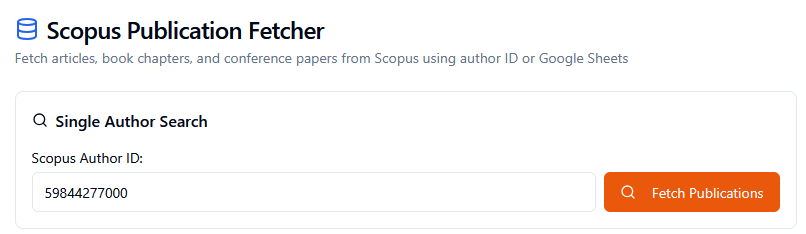 Scopus Publication Fetcher
Fetch articles, book chapters, and conference papers from Scopus using author ID or Google Sheets
Single Author Search
Scopus Author ID:
59844277000
Fetch Publications